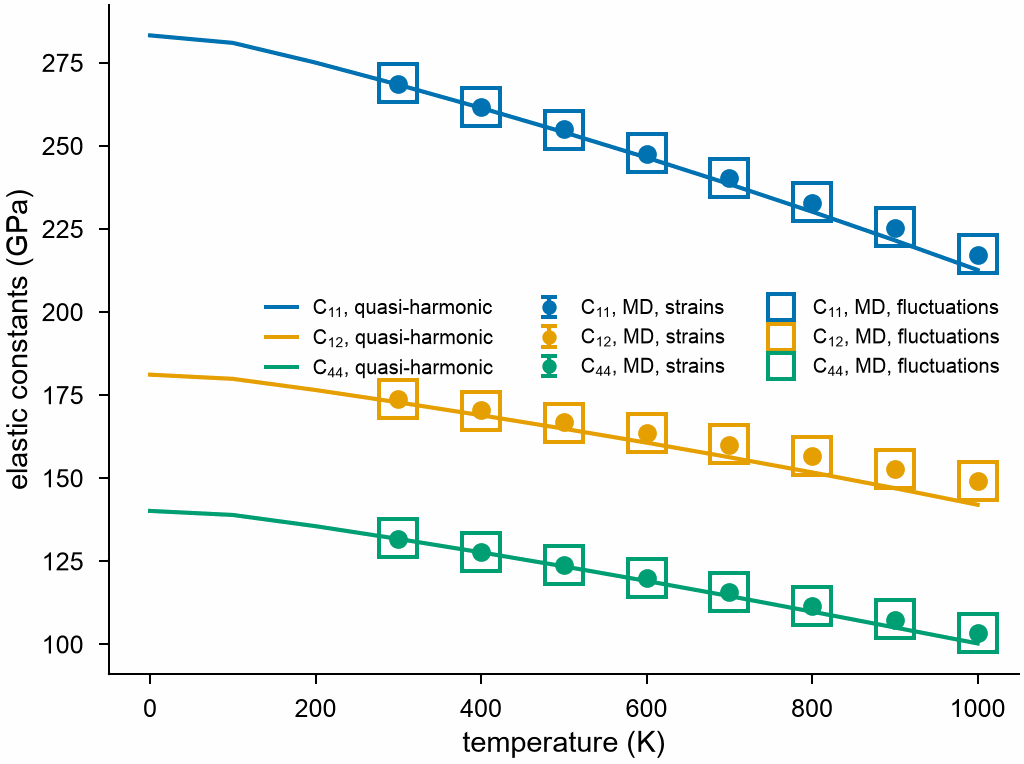 275
250
225
200
175
150
125
100
elastic constants (GPa)
C₁₁, quasi-harmonic
C₁₂, quasi-harmonic
C₄₄, quasi-harmonic
C₁₁, MD, strains
C₁₂, MD, strains
C₄₄, MD, strains
C₁₁, MD, fluctuations
C₁₂, MD, fluctuations
C₄₄, MD, fluctuations
0 200 400 600 800 1000
temperature (K)